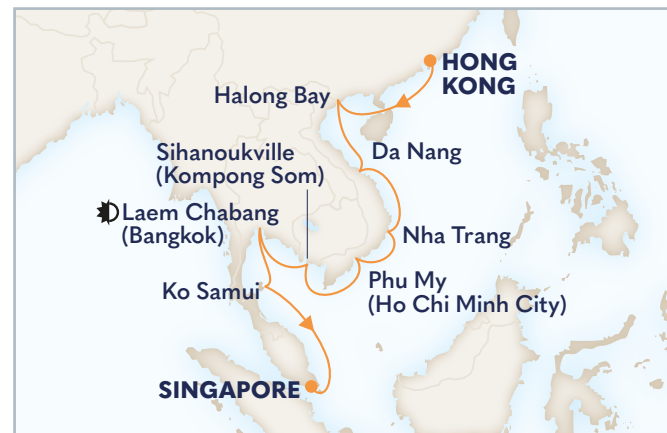 HONG
KONG
Halong Bay
Da Nang
Sihanoukville
(Kompong Som)
Laem Chabang
(Bangkok)
Nha Trang
Ko Samui
Phu My
(Ho Chi Minh City)
SINGAPORE